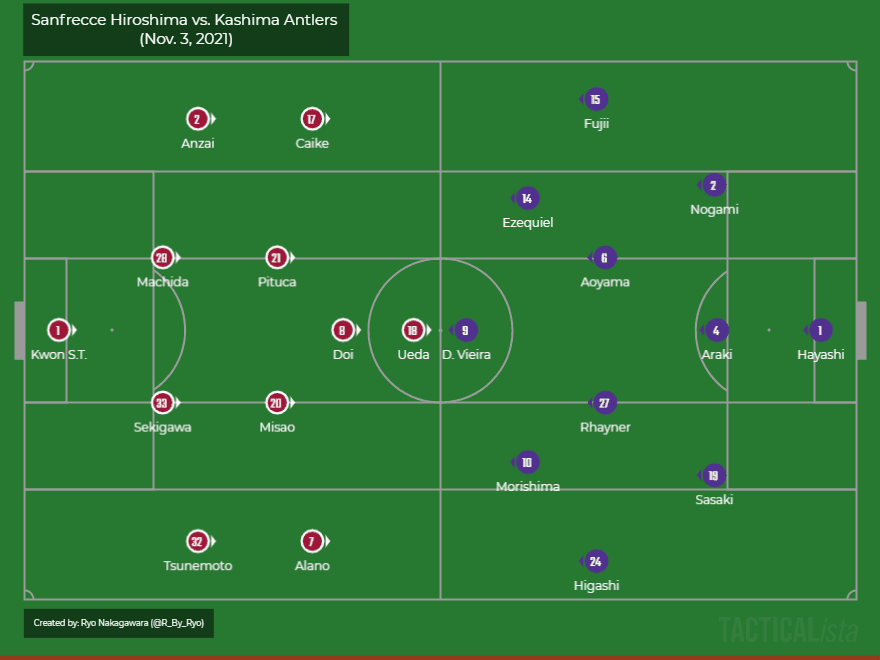 Sanfrecce Hiroshima vs. Kashima Antlers
(Nov. 3, 2021)
15
Fujii
2
Anzai
17
Caike
2
Nogami
14
Ezequiel
28
Machida
21
Pituca
6
Aoyama
1
Kwon S.T.
8
Doi
18
Ueda
9
D. Vieira
4
Araki
1
Hayashi
33
Sekigawa
20
Misao
27
Rhayner
10
Morishima
19
Sasaki
32
Tsunemoto
7
Alano
24
Higashi
Created by: Ryo Nakagawara (@R_By_Ryo)
TACTICALista